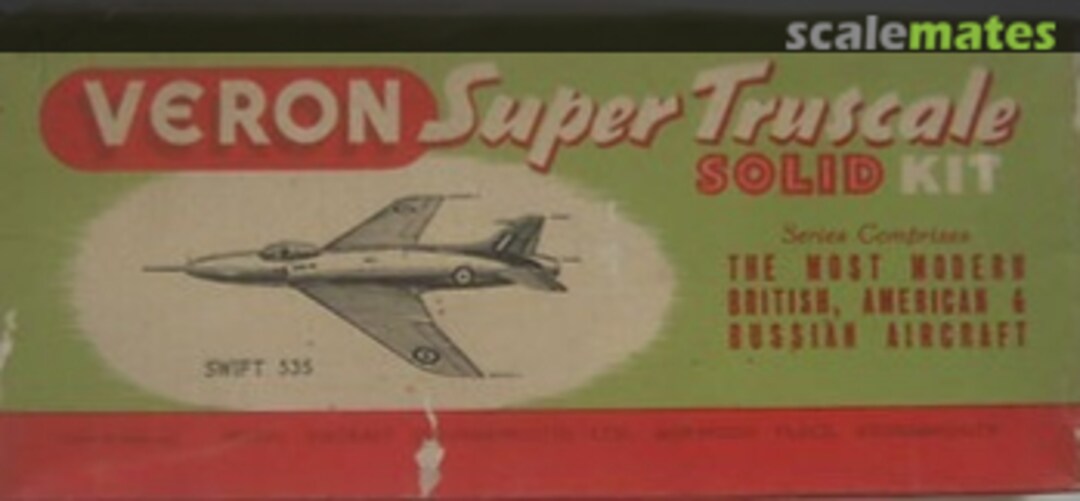 scalemates
VERON Super Truscale
SOLID KIT
Series Comprises
THE MOST MODERN
BRITISH, AMERICAN &
RUSSIAN AIRCRAFT
SWIFT 535